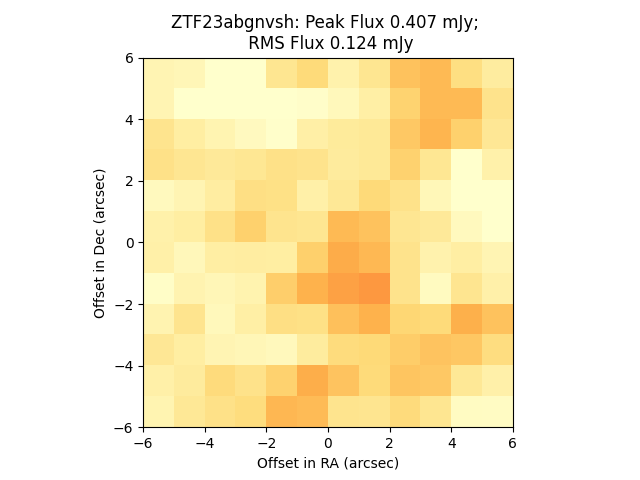 ZTF23abgnvsh: Peak Flux 0.407 mJy;
RMS Flux 0.124 mJy
6
4
2
0
−2
−4
−6
Offset in Dec (arcsec)
−6 −4 −2 0 2 4 6
Offset in RA (arcsec)